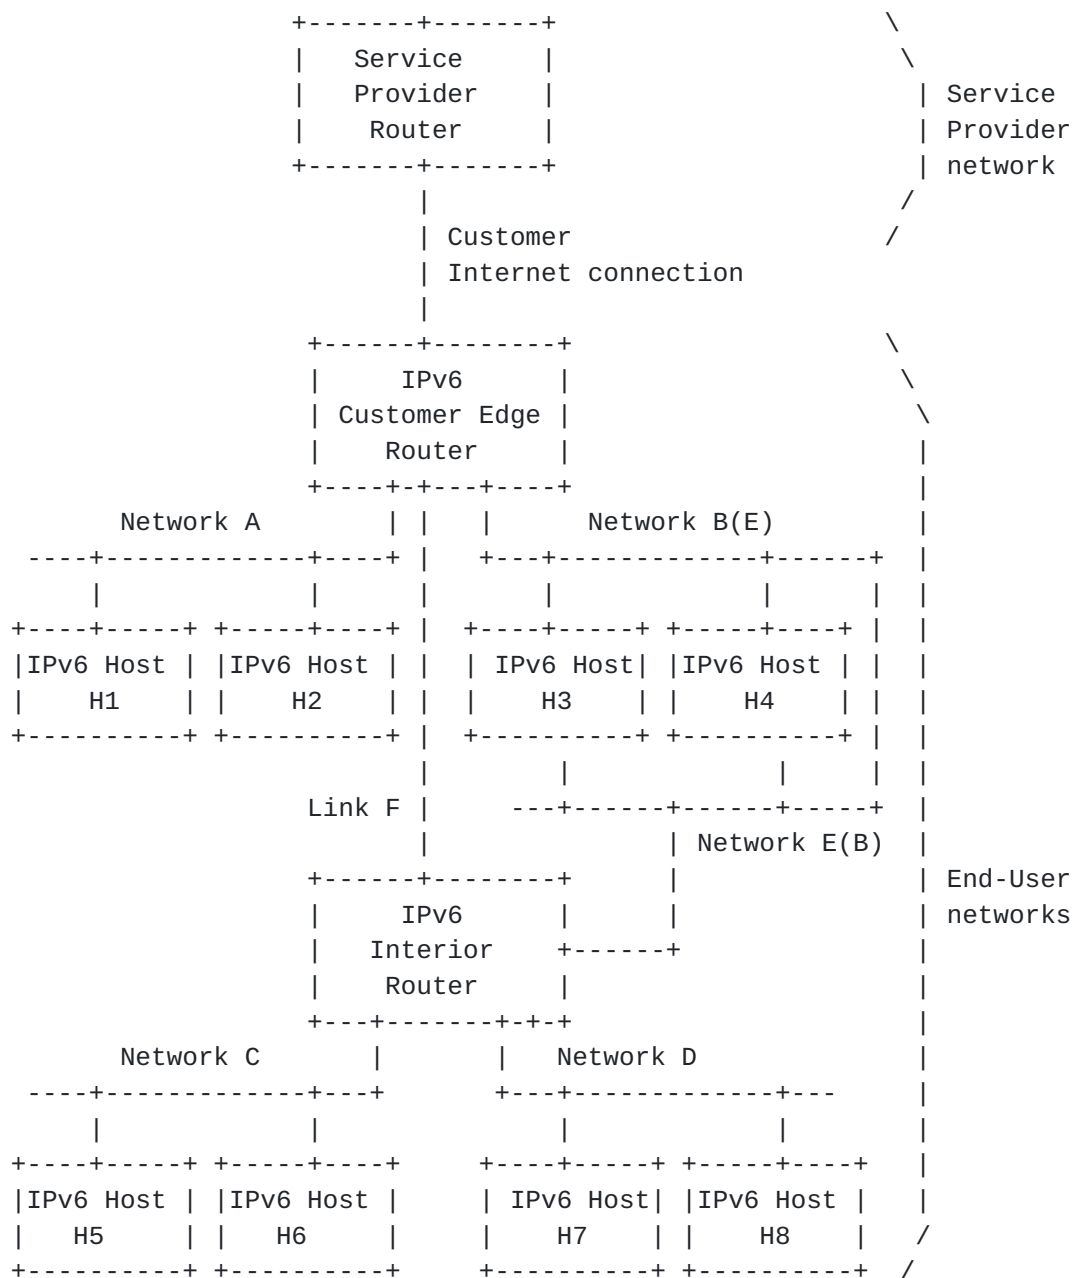 Service
Provider Service
Router Provider
network
Customer
Internet connection
IPv6
Customer Edge
Router
Network A Network B(E)
IPv6 Host IPv6 Host IPv6 Host IPv6 Host
H1 H2 H3 H4
Link F
Network E(B)
End-User
IPv6 networks
Interior
Router
Network C Network D
IPv6 Host IPv6 Host IPv6 Host IPv6 Host
H5 H6 H7 H8